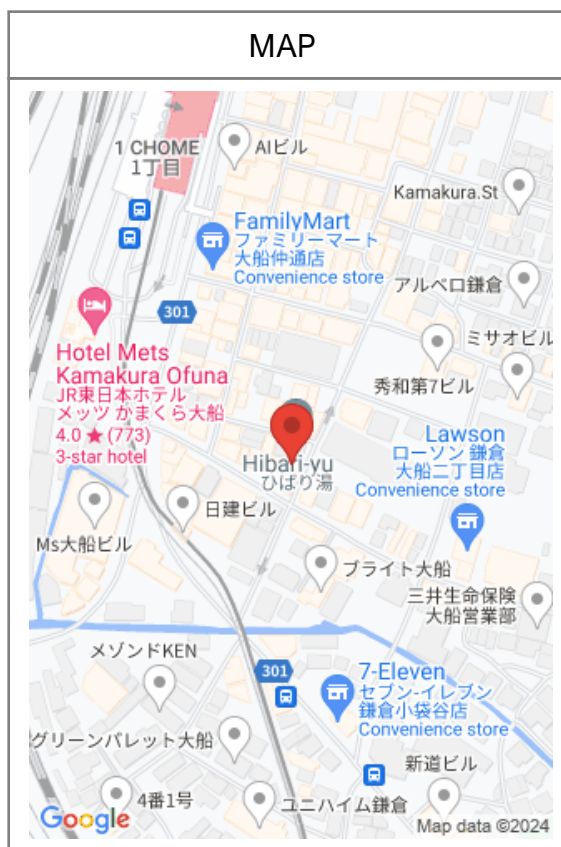 MAP
1 CHOME
1丁目
AIビル
Kamakura.St
FamilyMart
ファミリーマート
大船仲通店
Convenience store
アルベロ鎌倉
301
ミサオビル
Hotel Mets
Kamakura Ofuna
JR東日本ホテル
メッツ かまくら大船
4.0 ★ (773)
3-star hotel
秀和第7ビル
Lawson
ローソン 鎌倉
大船二丁目店
Convenience store
Hibari-yu
ひばり湯
日建ビル
Ms大船ビル
ブライト大船
三井生命保険
大船営業部
メゾンドKEN
301
7-Eleven
セブン-イレブン
鎌倉小袋谷店
Convenience store
グリーンパレット大船
新道ビル
4番1号
ユニハイム鎌倉
Google
Map data ©2024